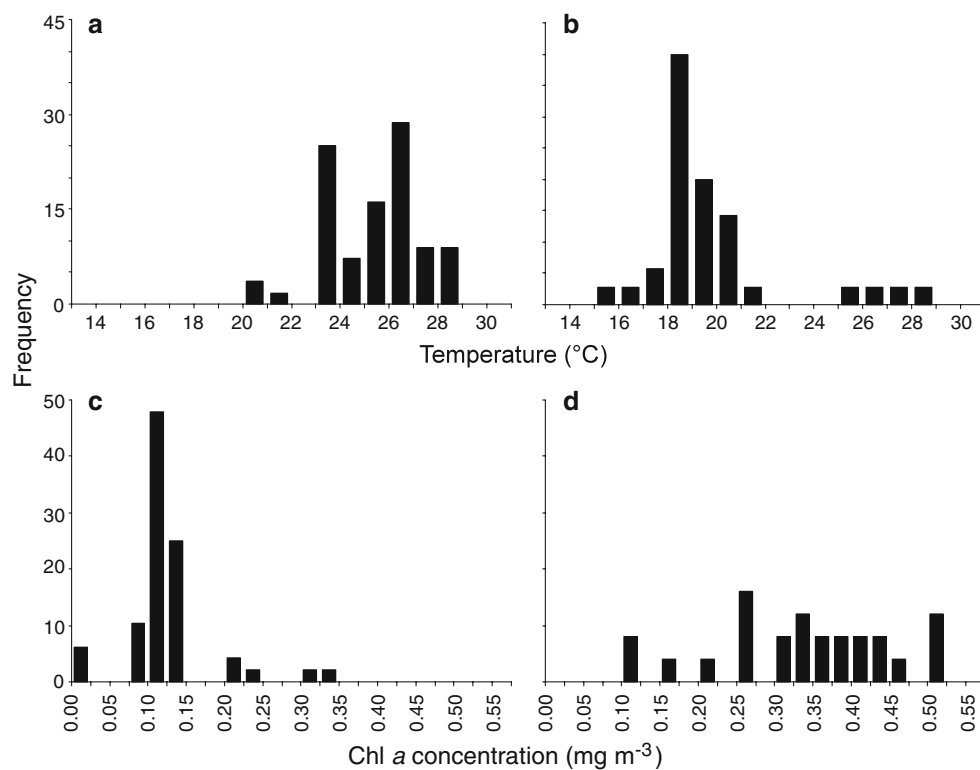 a
b
45
30
15
0
14 16 18 20 22 24 26 28 30
14 16 18 20 22 24 26 28 30
Temperature (°C)
Frequency
c
d
50
40
30
20
10
0
0.00 0.05 0.10 0.15 0.20 0.25 0.30 0.35 0.40 0.45 0.50 0.55
0.00 0.05 0.10 0.15 0.20 0.25 0.30 0.35 0.40 0.45 0.50 0.55
Chl a concentration (mg m⁻³)